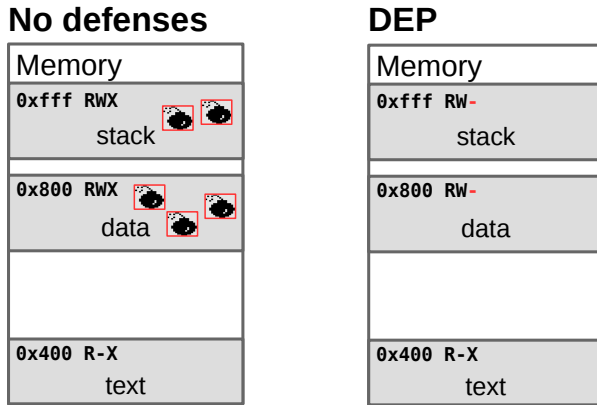 No defenses
Memory
0xfff RWX
stack
0x800 RWX
data
0x400 R-X
text
DEP
Memory
0xfff RW-
stack
0x800 RW-
data
0x400 R-X
text